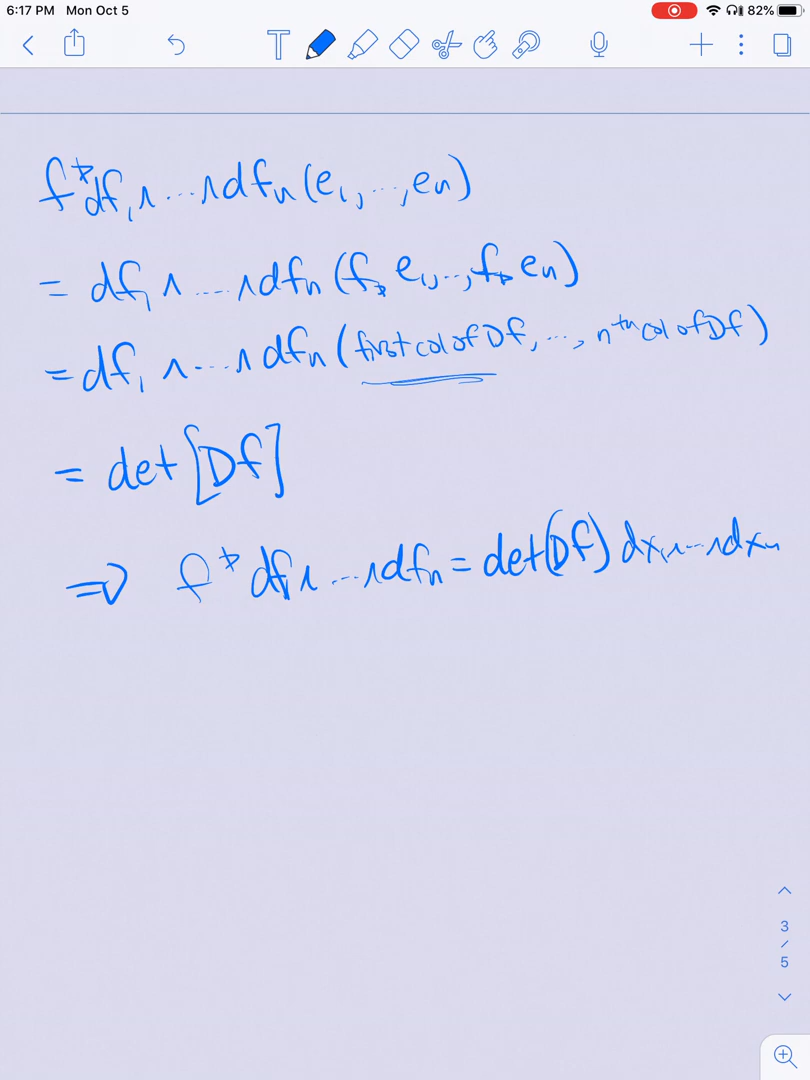 6:17 PM Mon Oct 5 82%
T
f* df₁ ∧ ... ∧ dfₙ (e₁, ..., eₙ)
= df₁ ∧ ... ∧ dfₙ (f* e₁, ..., f* eₙ)
= df₁ ∧ ... ∧ dfₙ (first col of Df, ..., nᵗʰ col of Df)
= det [Df]
⇒ f* df₁ ∧ ... ∧ dfₙ = det(Df) dx₁ ∧ ... ∧ dxₙ
3
/
5